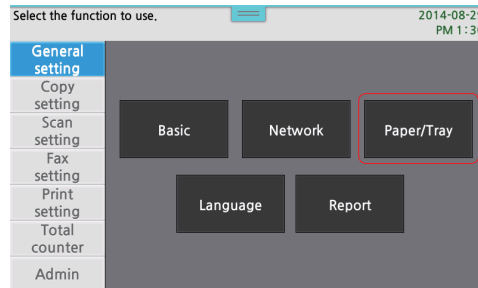 Select the function to use.
2014-08-2
PM 1:3
General
setting
Copy
setting
Scan
setting
Fax
setting
Print
setting
Total
counter
Admin
Basic
Network
Paper/Tray
Language
Report